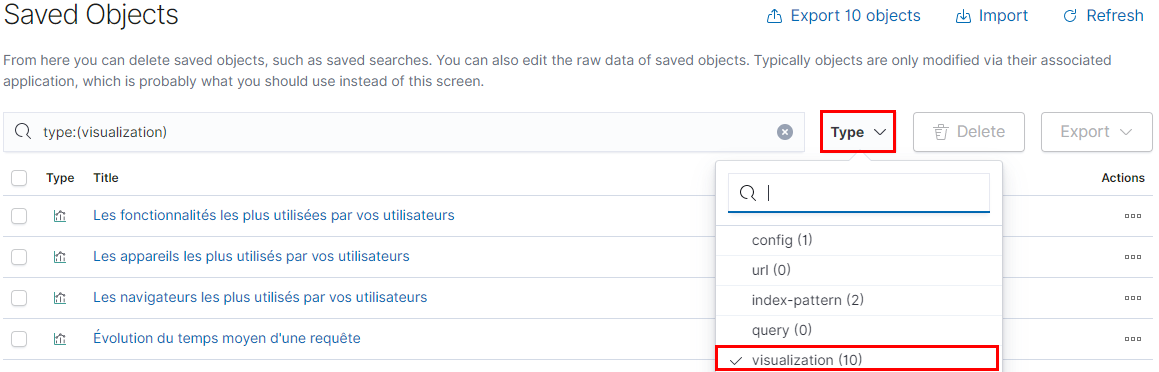 Saved Objects
Export 10 objects
Import
Refresh
From here you can delete saved objects, such as saved searches. You can also edit the raw data of saved objects. Typically objects are only modified via their associated
application, which is probably what you should use instead of this screen.
type:(visualization)
Type
Delete
Export
Type
Title
Actions
Les fonctionnalités les plus utilisées par vos utilisateurs
Les appareils les plus utilisés par vos utilisateurs
Les navigateurs les plus utilisés par vos utilisateurs
Évolution du temps moyen d'une requête
config (1)
url (0)
index-pattern (2)
query (0)
visualization (10)